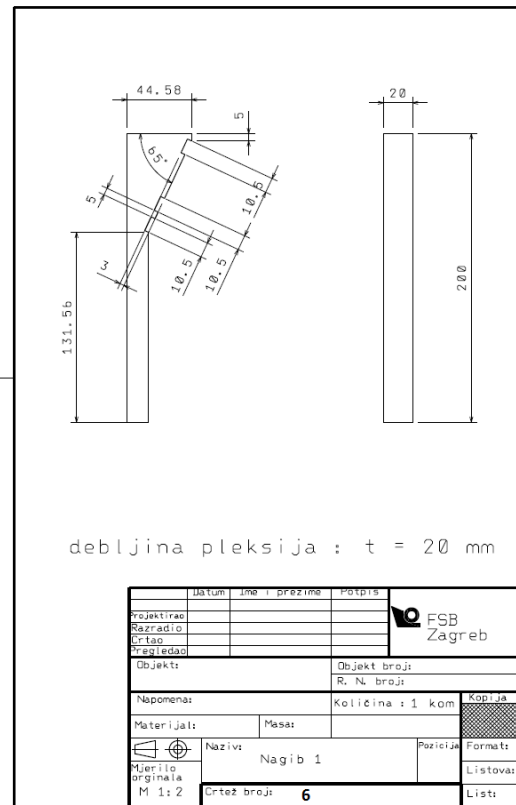 44.58
20
5
65°
5
10.5
10.5
10.5
3
131.56
200
debljina pleksija : t = 20 mm
Datum Ime i prezime Potpis
Projektirao
Razradio
Crtao
Pregledao
FSB
Zagreb
Objekt:
Objekt broj:
R. N. broj:
Napomena:
Količina : 1 kom
Kopija
Materijal:
Masa:
Naziv:
Nagib 1
Pozicija
Format:
Mjerilo
orginala
M 1:2
Listova:
Crtež broj: 6
List: